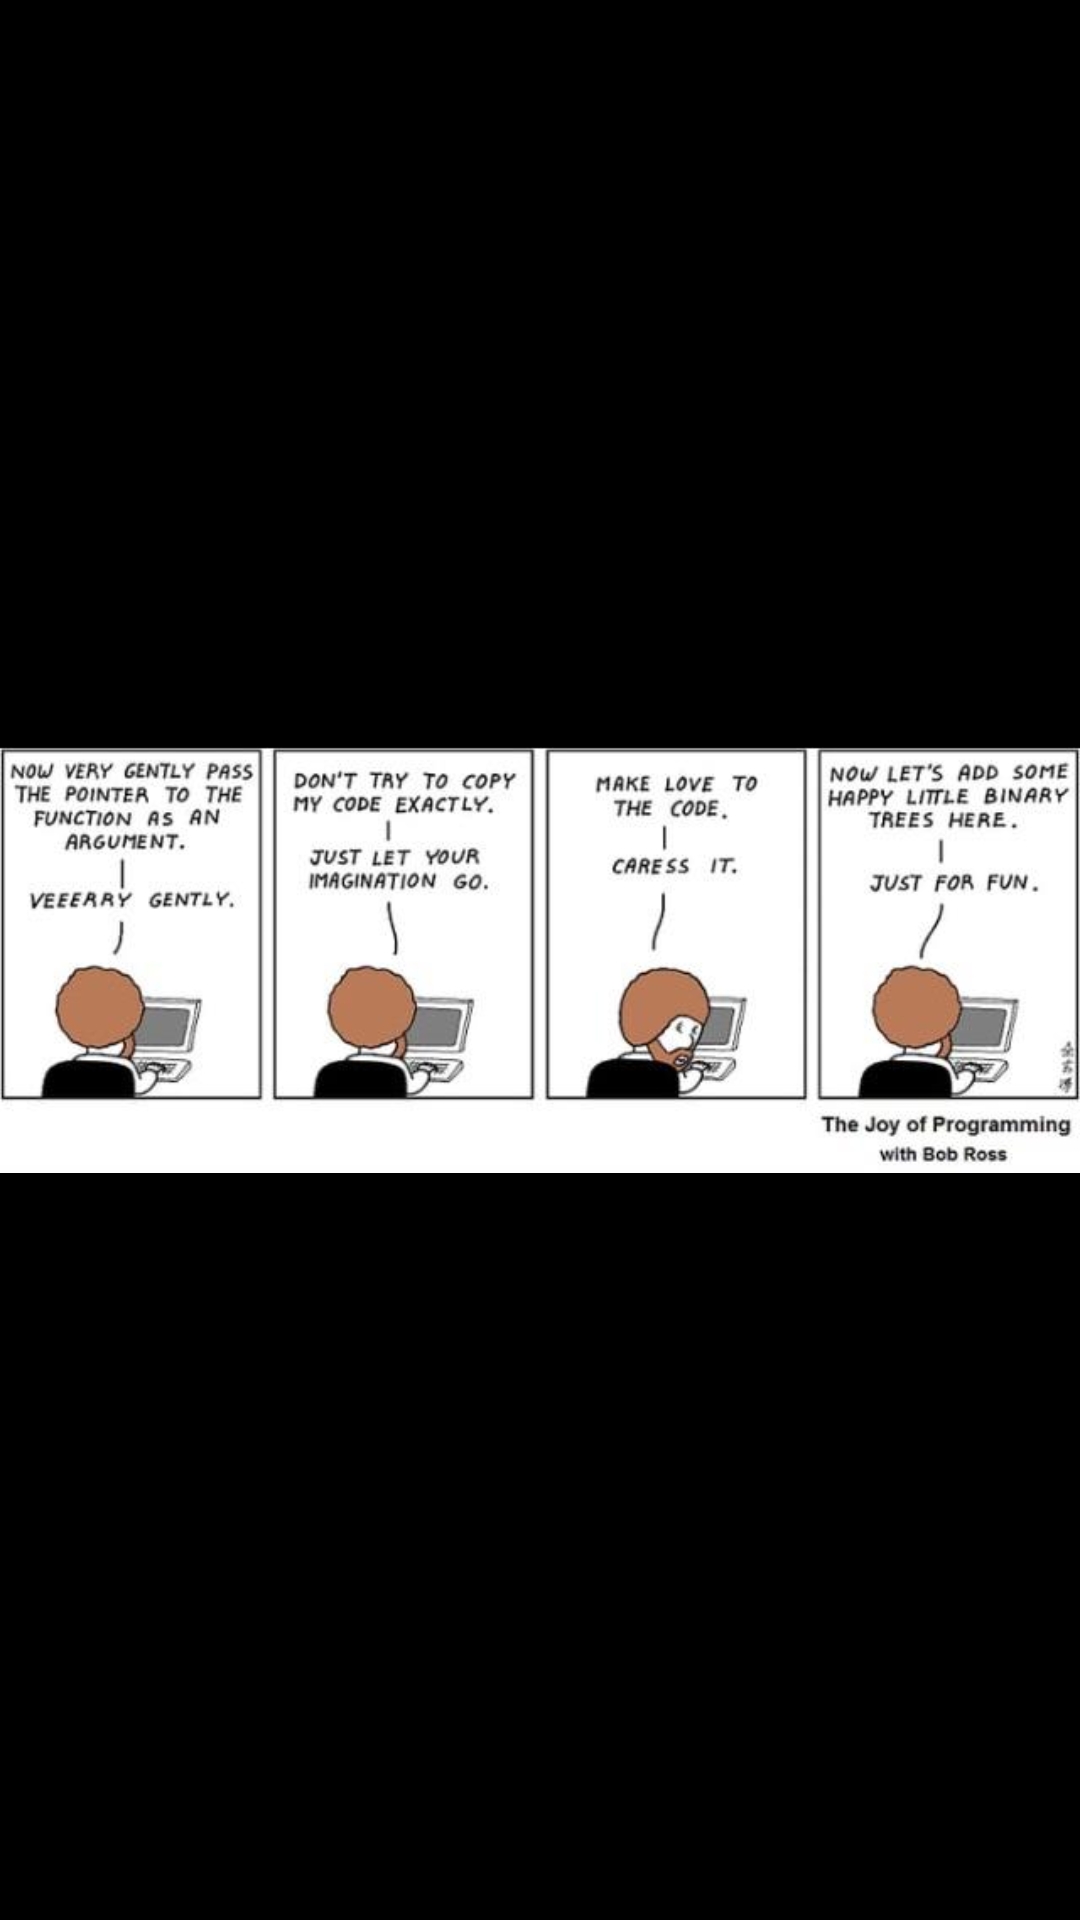 NOW VERY GENTLY PASS
THE POINTER TO THE
FUNCTION AS AN
ARGUMENT.
VEEERRY GENTLY.
DON'T TRY TO COPY
MY CODE EXACTLY.
JUST LET YOUR
IMAGINATION GO.
MAKE LOVE TO
THE CODE.
CARESS IT.
NOW LET'S ADD SOME
HAPPY LITTLE BINARY
TREES HERE.
JUST FOR FUN.
The Joy of Programming
with Bob Ross